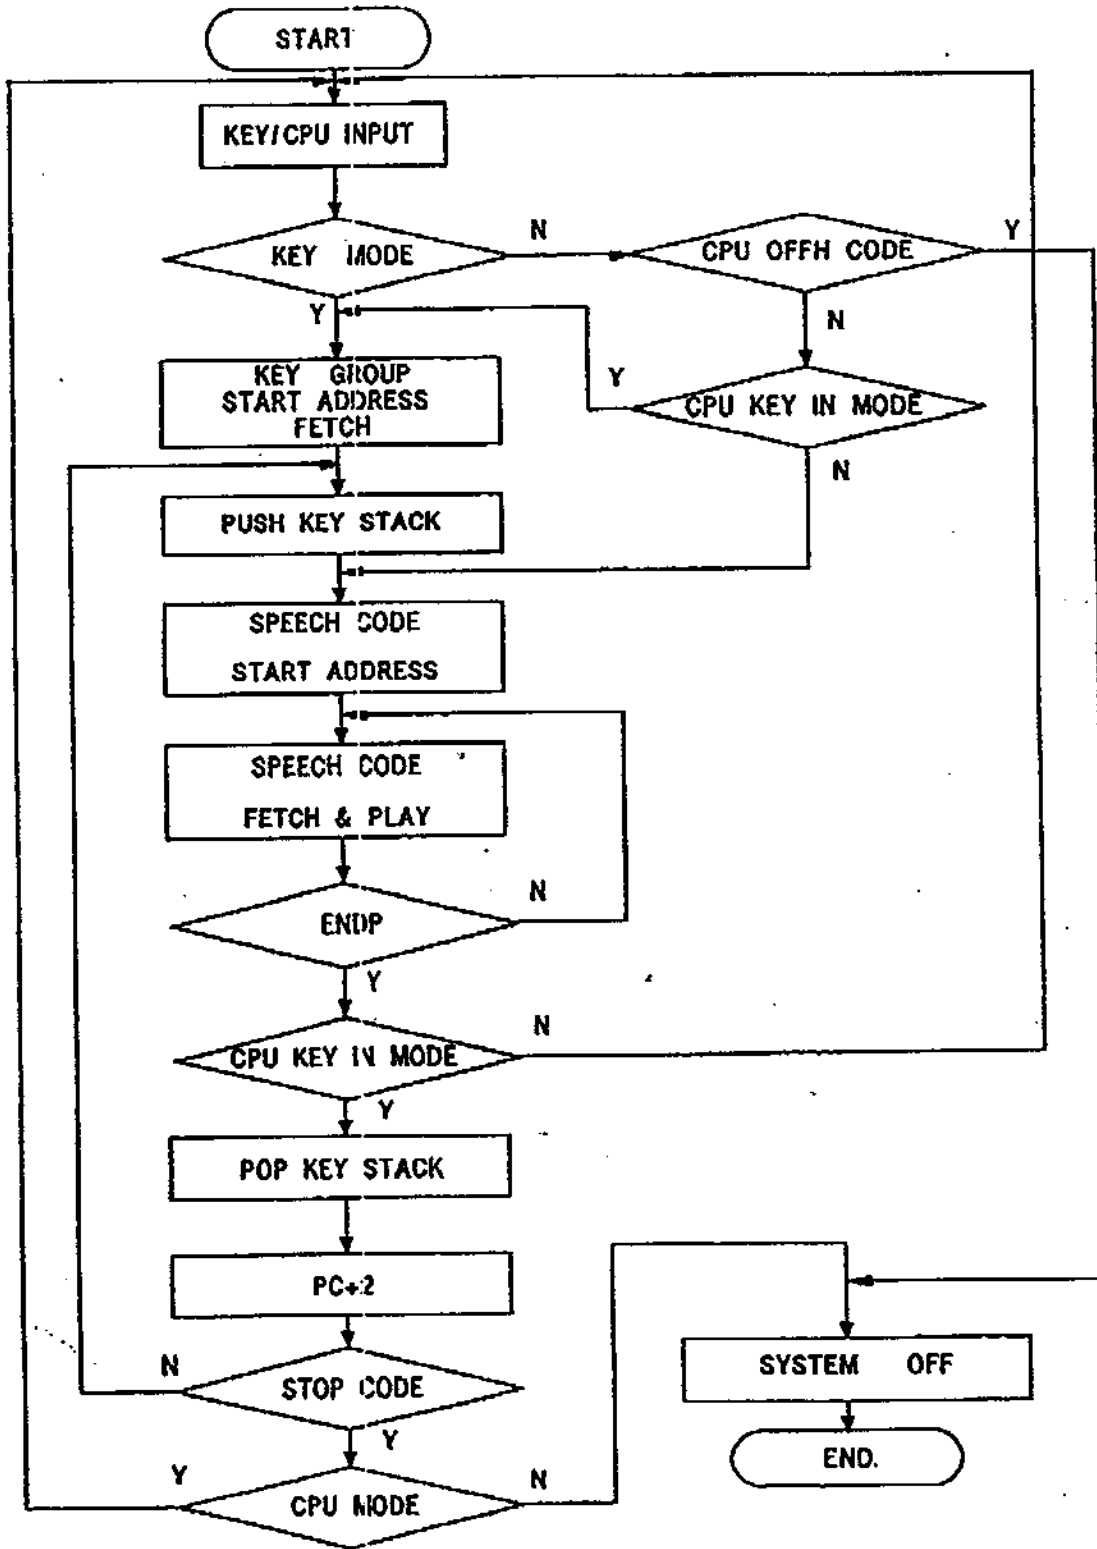 START
KEY/CPU INPUT
KEY MODE
N
CPU OFFH CODE
Y
Y
N
KEY GROUP
START ADDRESS
FETCH
Y
CPU KEY IN MODE
N
PUSH KEY STACK
SPEECH CODE
START ADDRESS
SPEECH CODE
FETCH & PLAY
ENDP
N
Y
CPU KEY IN MODE
N
Y
POP KEY STACK
PC+2
N
STOP CODE
Y
SYSTEM OFF
END.
Y
CPU MODE
N